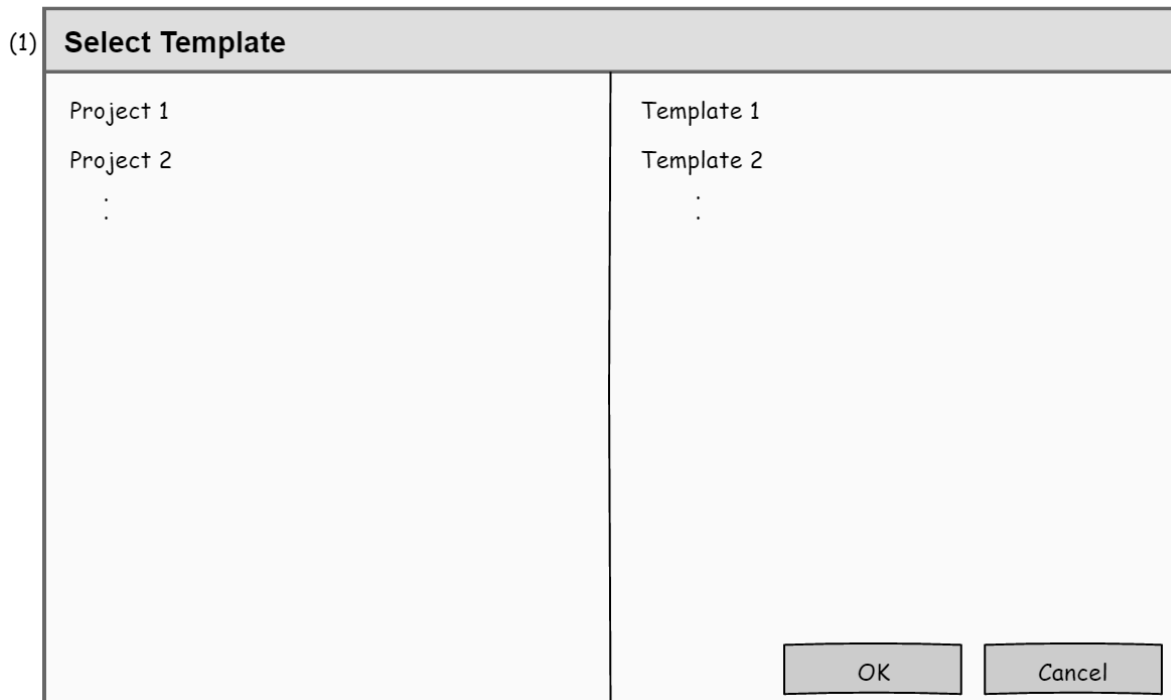 (1) Select Template
Project 1
Project 2
:
Template 1
Template 2
:
OK
Cancel